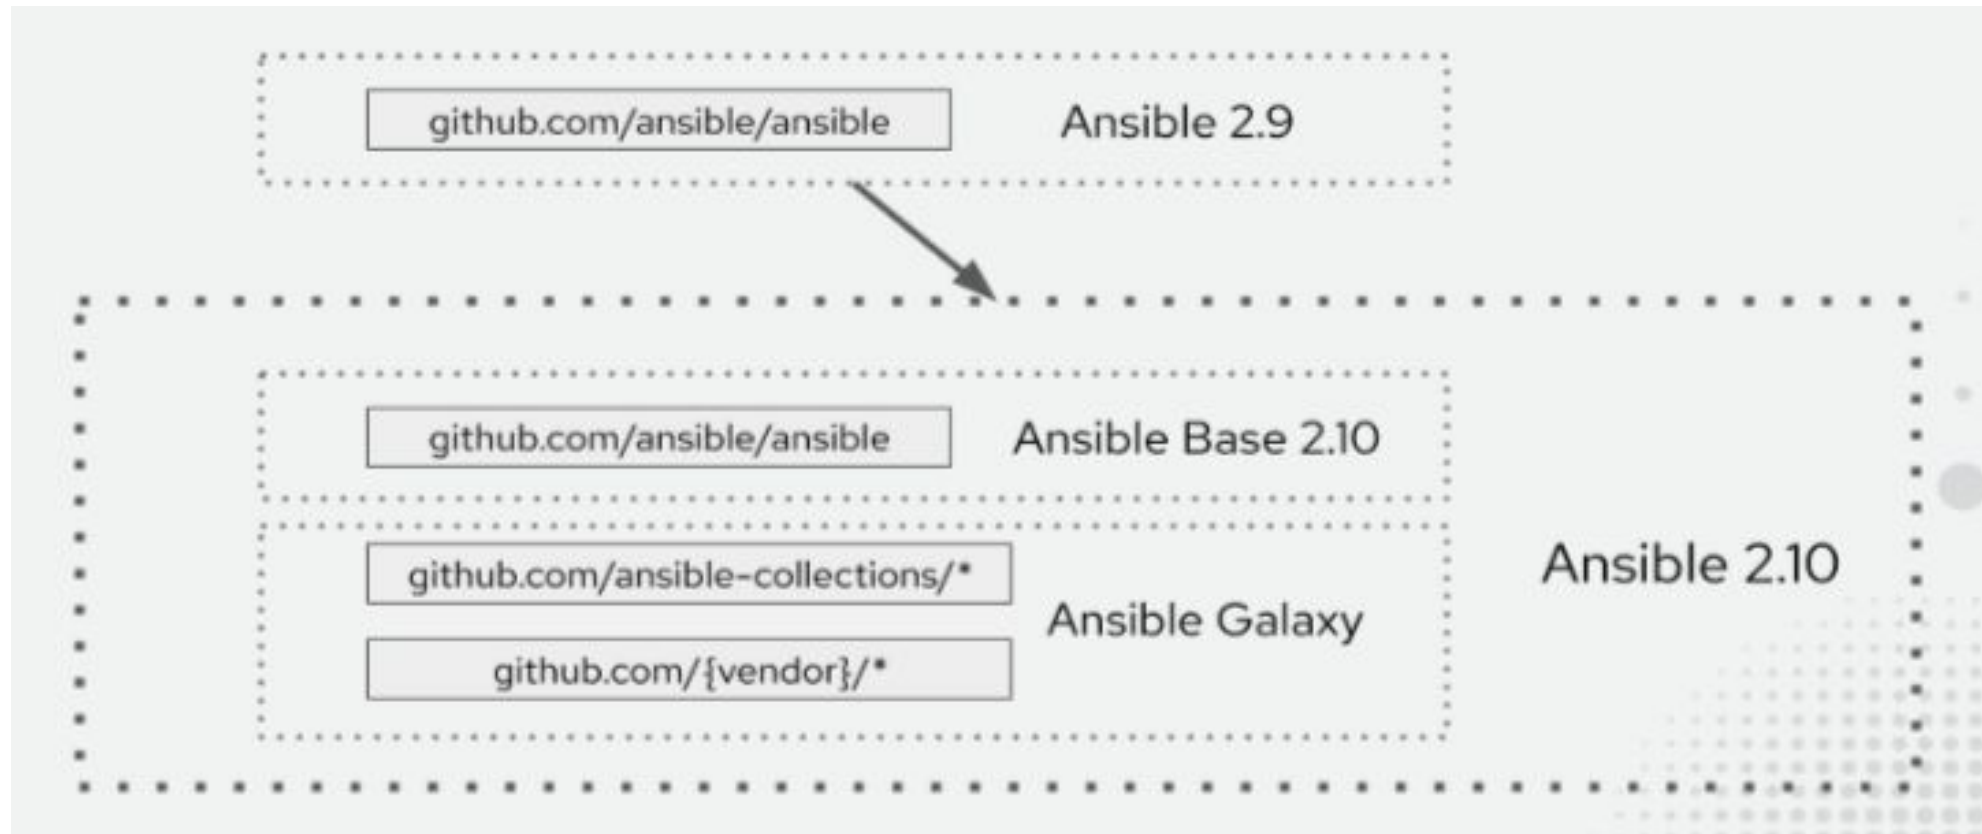 github.com/ansible/ansible
Ansible 2.9
github.com/ansible/ansible
Ansible Base 2.10
github.com/ansible-collections/*
Ansible Galaxy
github.com/{vendor}/*
Ansible 2.10